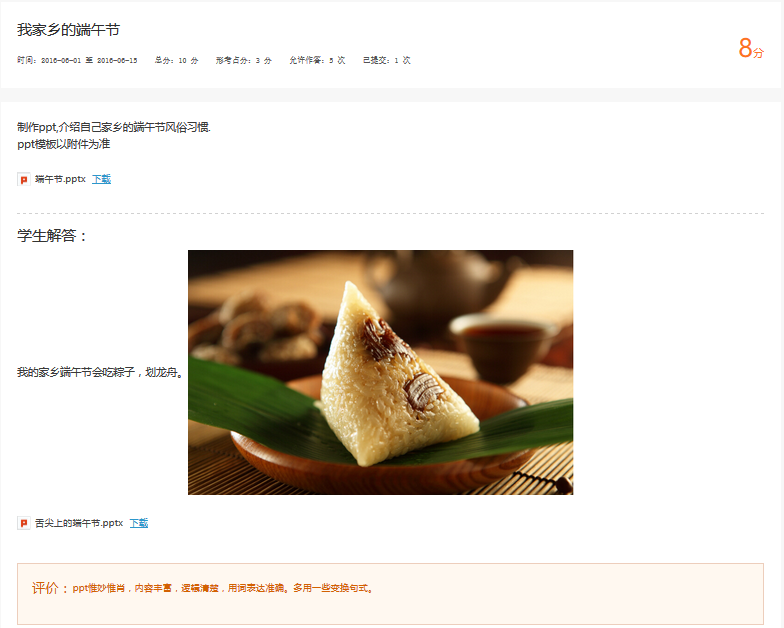 我家乡的端午节
8分
时间：2016-06-01 至 2016-06-15 总分：10 分 形考占分：3 分 允许作答：5 次 已提交：1 次
制作ppt,介绍自己家乡的端午节风俗习惯.
ppt模板以附件为准
端午节.pptx 下载
学生解答：
我的家乡端午节会吃粽子，划龙舟。
舌尖上的端午节.pptx 下载
评价：ppt惟妙惟肖，内容丰富，逻辑清楚，用词表达准确。多用一些变换句式。